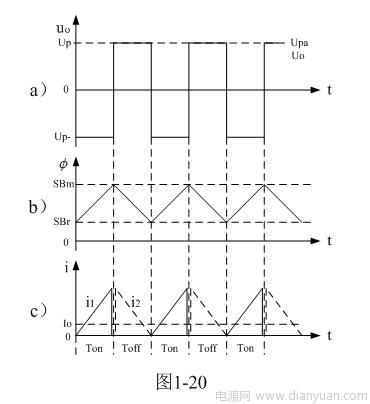 uo
Up
Upa
Uo
a)
0
t
Up-
ϕ
SBm
b)
SBr
0
t
i
i1
i2
c)
Io
0
t
Ton
Toff
Ton
Toff
Ton
图1-20
电源网 www.dianyuan.com